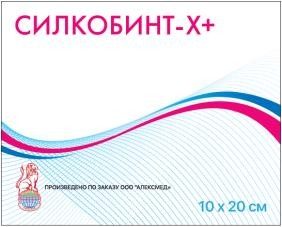 СИЛКОБИНТ-Х+
ПРОИЗВЕДЕНО ПО ЗАКАЗУ ООО "АЛЕКСМЕД"
10 х 20 см